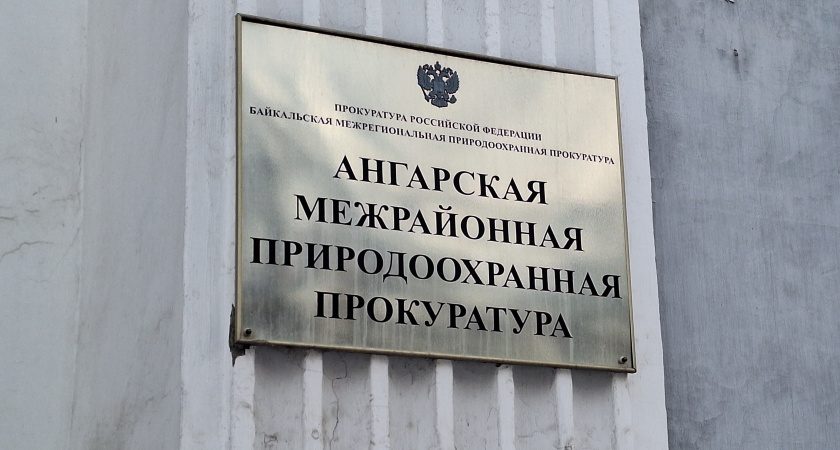 ПРОКУРАТУРА РОССИЙСКОЙ ФЕДЕРАЦИИ
БАЙКАЛЬСКАЯ МЕЖРЕГИОНАЛЬНАЯ ПРИРОДООХРАННАЯ ПРОКУРАТУРА
АНГАРСКАЯ
МЕЖРАЙОННАЯ
ПРИРОДООХРАННАЯ
ПРОКУРАТУРА